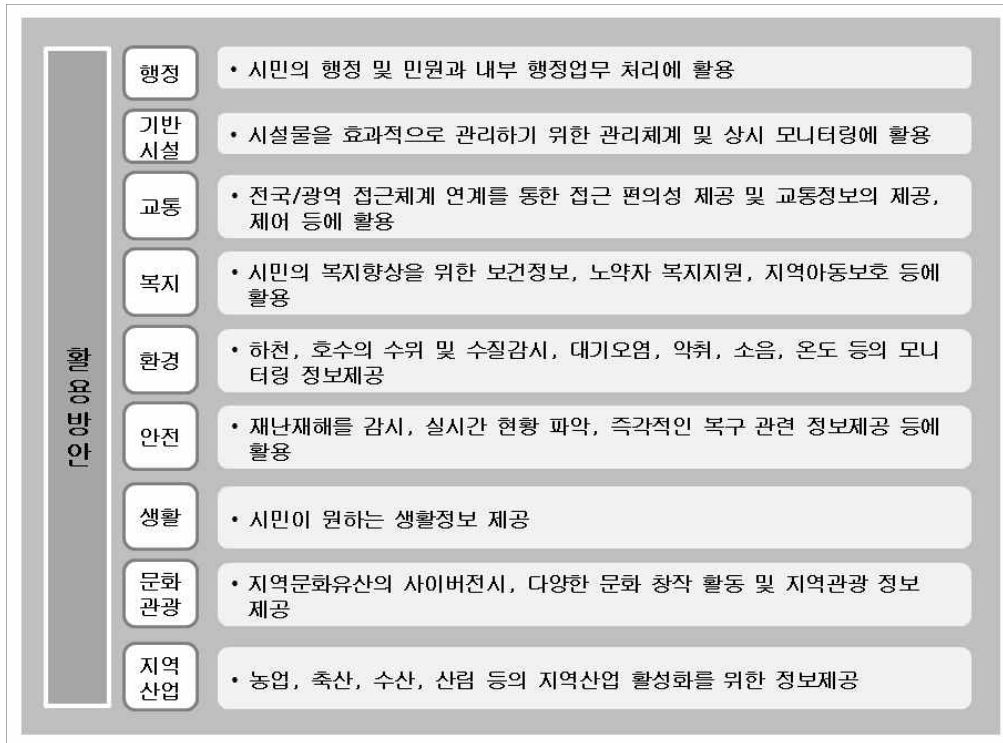 활용방안
행정
• 시민의 행정 및 민원과 내부 행정업무 처리에 활용
기반
시설
• 시설물을 효과적으로 관리하기 위한 관리체계 및 상시 모니터링에 활용
교통
• 전국/광역 접근체계 연계를 통한 접근 편의성 제공 및 교통정보의 제공,
제어 등에 활용
복지
• 시민의 복지향상을 위한 보건정보, 노약자 복지지원, 지역아동보호 등에
활용
환경
• 하천, 호수의 수위 및 수질감시, 대기오염, 악취, 소음, 온도 등의 모니
터링 정보제공
안전
• 재난재해를 감시, 실시간 현황 파악, 즉각적인 복구 관련 정보제공 등에
활용
생활
• 시민이 원하는 생활정보 제공
문화
관광
• 지역문화유산의 사이버전시, 다양한 문화 창작 활동 및 지역관광 정보
제공
지역
산업
• 농업, 축산, 수산, 산림 등의 지역산업 활성화를 위한 정보제공